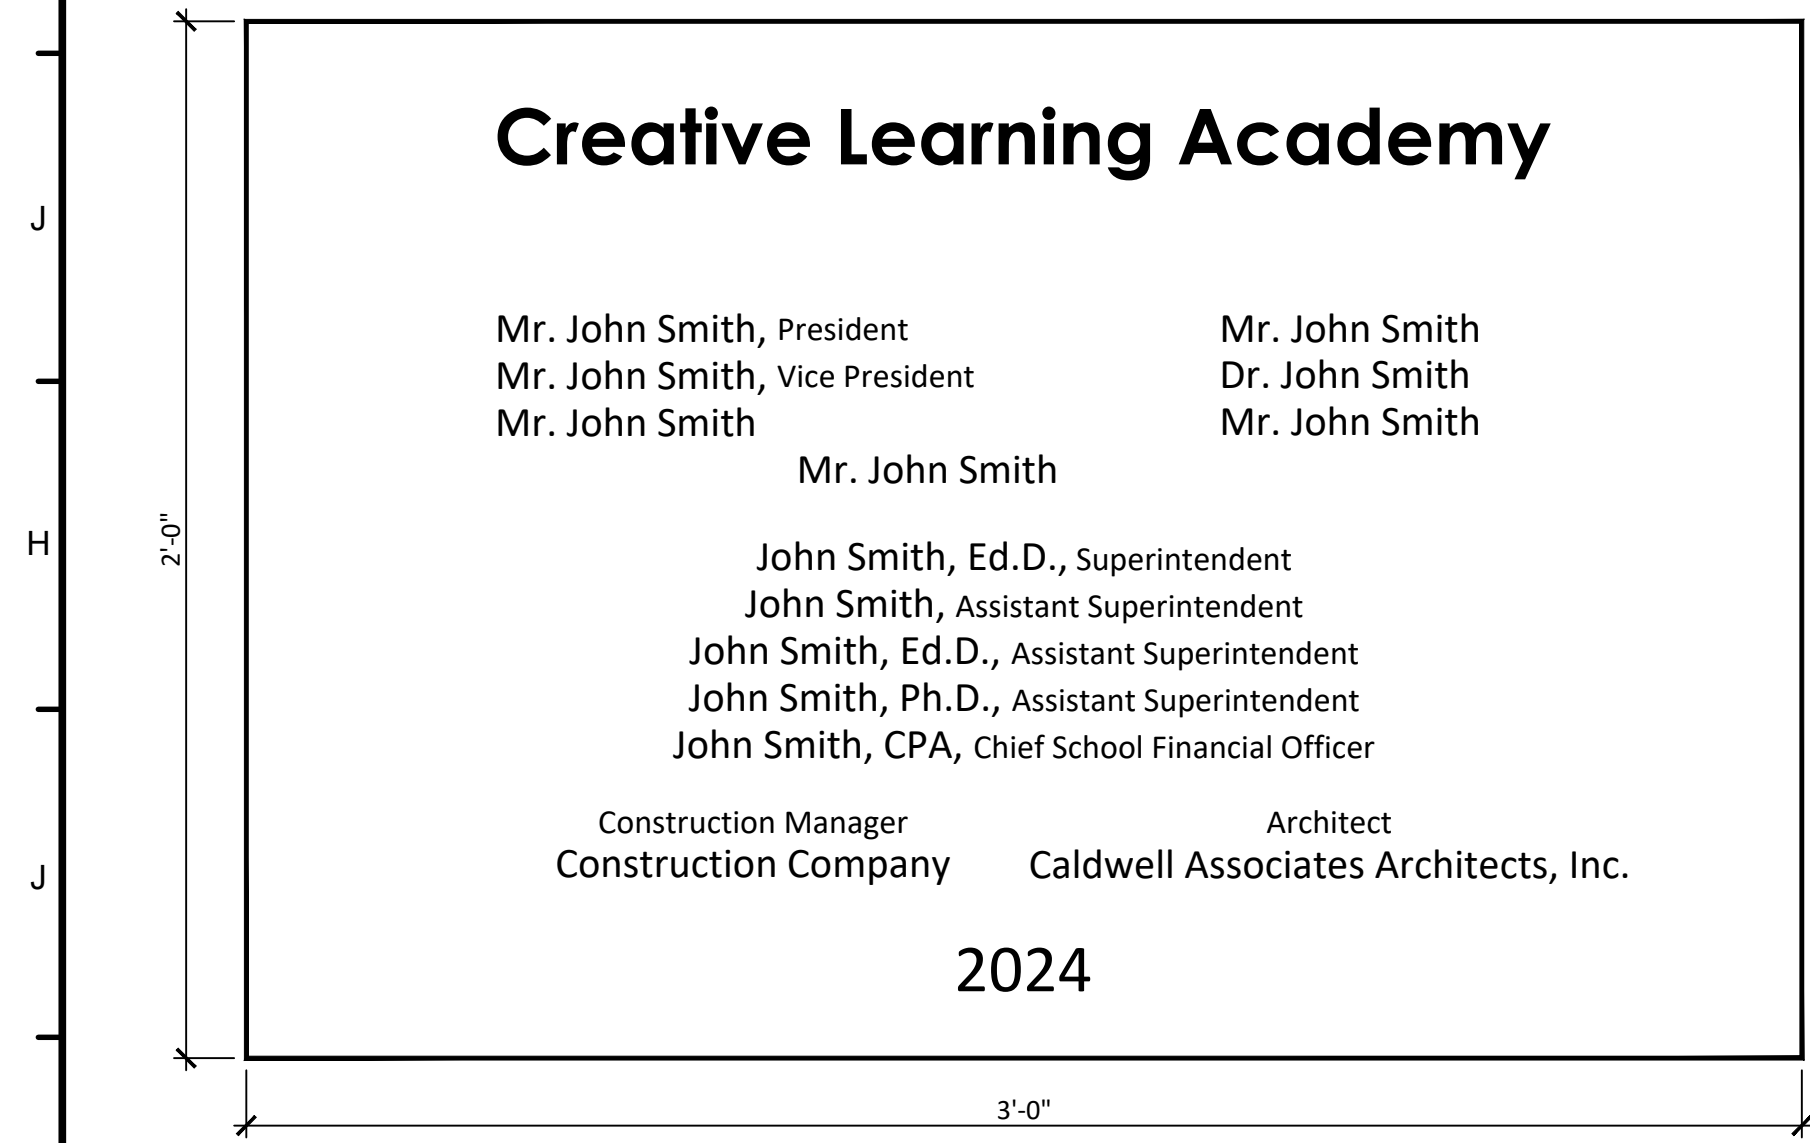 Creative Learning Academy
J
Mr. John Smith, President
Mr. John Smith
Mr. John Smith, Vice President
Dr. John Smith
Mr. John Smith
Mr. John Smith
Mr. John Smith
2'-0"
H
John Smith, Ed.D., Superintendent
John Smith, Assistant Superintendent
John Smith, Ed.D., Assistant Superintendent
John Smith, Ph.D., Assistant Superintendent
John Smith, CPA, Chief School Financial Officer
Construction Manager
Architect
J
Construction Company
Caldwell Associates Architects, Inc.
2024
3'-0"